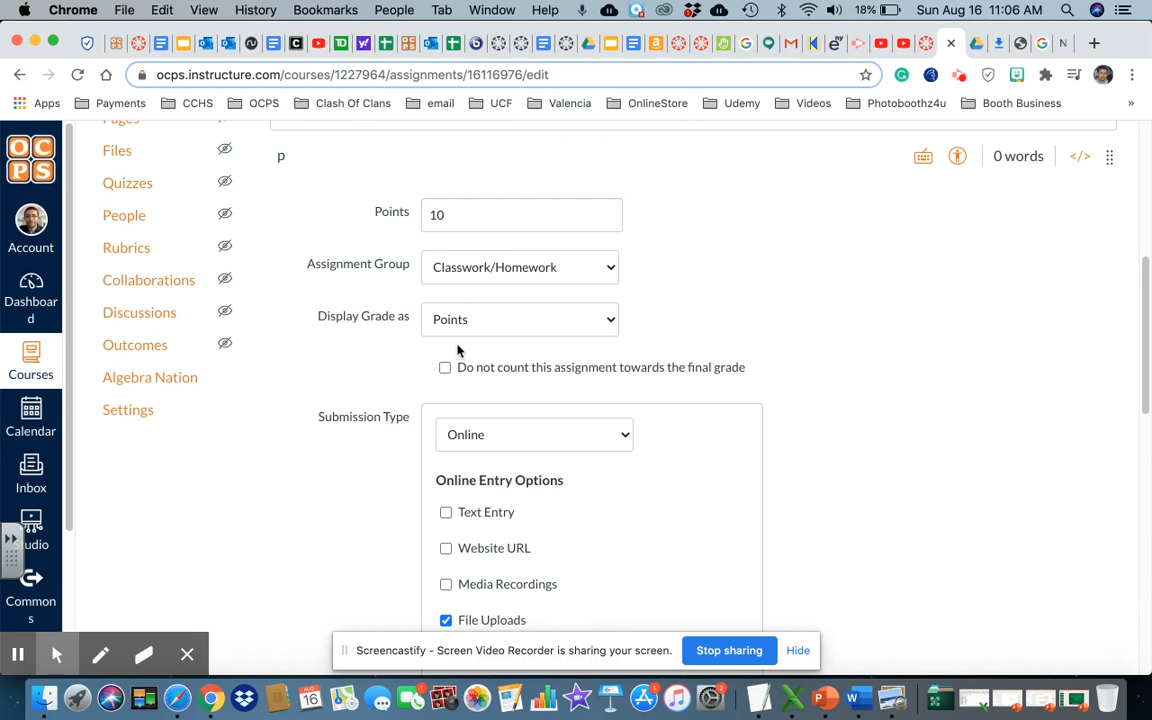 Chrome File Edit View History Bookmarks People Tab Window Help 18% Sun Aug 16 11:06 AM
ocps.instructure.com/courses/1227964/assignments/16116976/edit
Apps Payments CCHS OCPS Clash Of Clans email UCF Valencia OnlineStore Udemy Videos Photoboothz4u Booth Business »
OCPS
Account
Dashboar
d
Courses
Calendar
Inbox
Studio
Common
s
Pages
Files
Quizzes
People
Rubrics
Collaborations
Discussions
Outcomes
Algebra Nation
Settings
p 0 words </>
Points 10
Assignment Group Classwork/Homework
Display Grade as Points
Do not count this assignment towards the final grade
Submission Type Online
Online Entry Options
Text Entry
Website URL
Media Recordings
File Uploads
Screencastify - Screen Video Recorder is sharing your screen. Stop sharing Hide